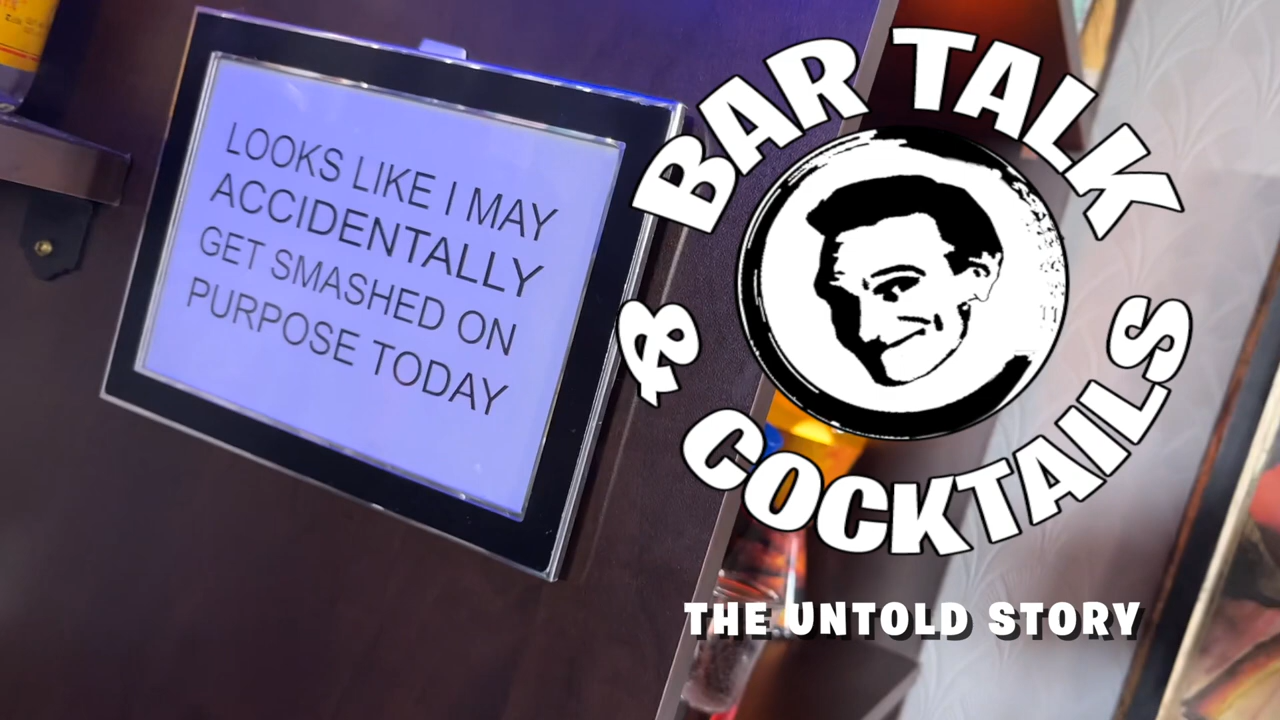 LOOKS LIKE I MAY
ACCIDENTALLY
GET SMASHED ON
PURPOSE TODAY
BAR TALK
& COCKTAILS
THE UNTOLD STORY